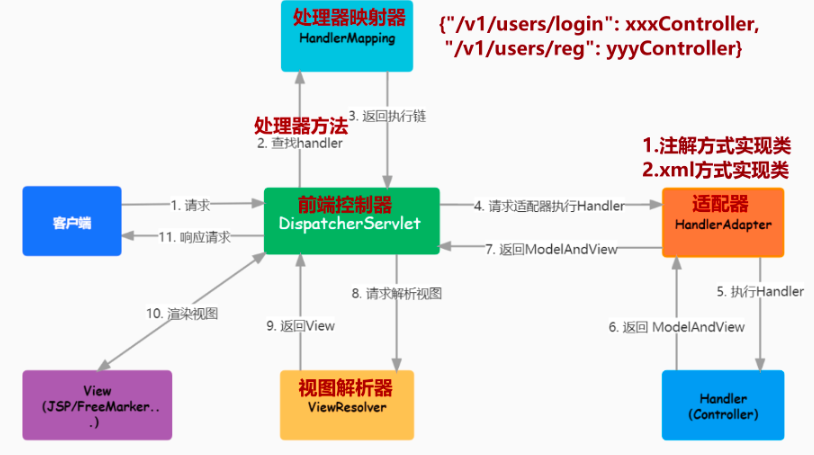 处理器映射器
HandlerMapping
{"/v1/users/login": xxxController,
"/v1/users/reg": yyyController}
3. 返回执行链
处理器方法
2. 查找handler
1.注解方式实现类
2.xml方式实现类
客户端
1. 请求
11. 响应请求
前端控制器
DispatcherServlet
4. 请求适配器执行Handler
7. 返回ModelAndView
适配器
HandlerAdapter
5. 执行Handler
6. 返回 ModelAndView
8. 请求解析视图
9. 返回View
10. 渲染视图
View
(JSP/FreeMarker..
.)
视图解析器
ViewResolver
Handler
(Controller)